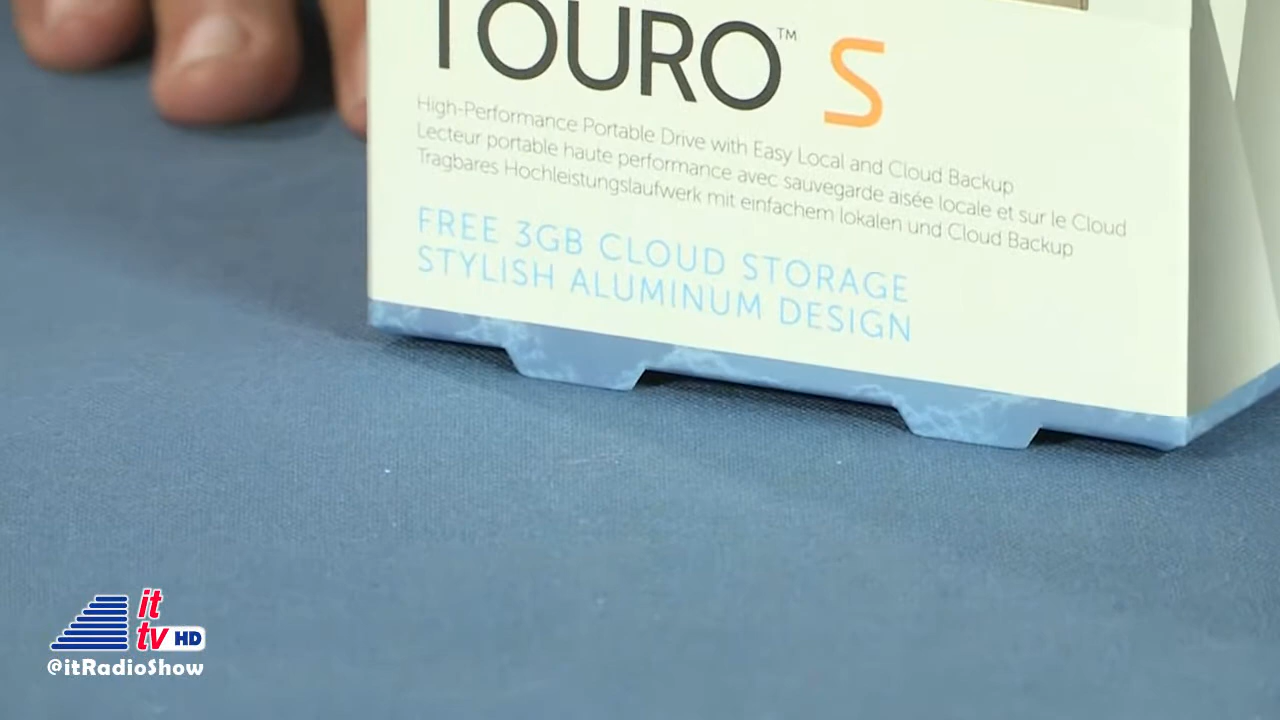 TOURO™ S
High-Performance Portable Drive with Easy Local and Cloud Backup
Lecteur portable haute performance avec sauvegarde aisée locale et sur le Cloud
Tragbares Hochleistungslaufwerk mit einfachem lokalen und Cloud Backup
FREE 3GB CLOUD STORAGE
STYLISH ALUMINUM DESIGN
it
tv HD
@itRadioShow